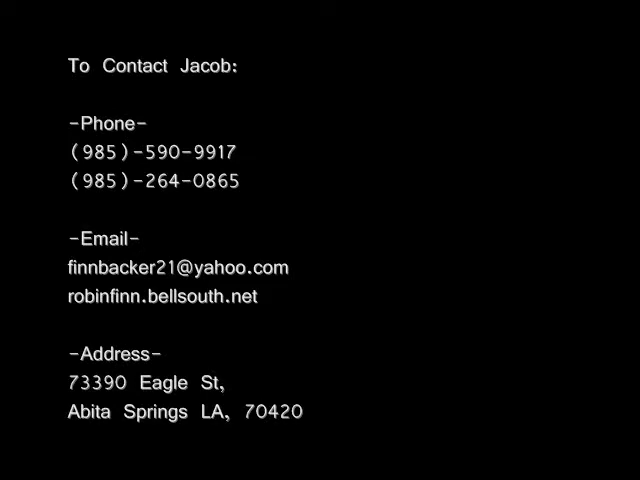 To Contact Jacob:
-Phone-
(985)-590-9917
(985)-264-0865
-Email-
finnbacker21@yahoo.com
robinfinn.bellsouth.net
-Address-
73390 Eagle St,
Abita Springs LA, 70420